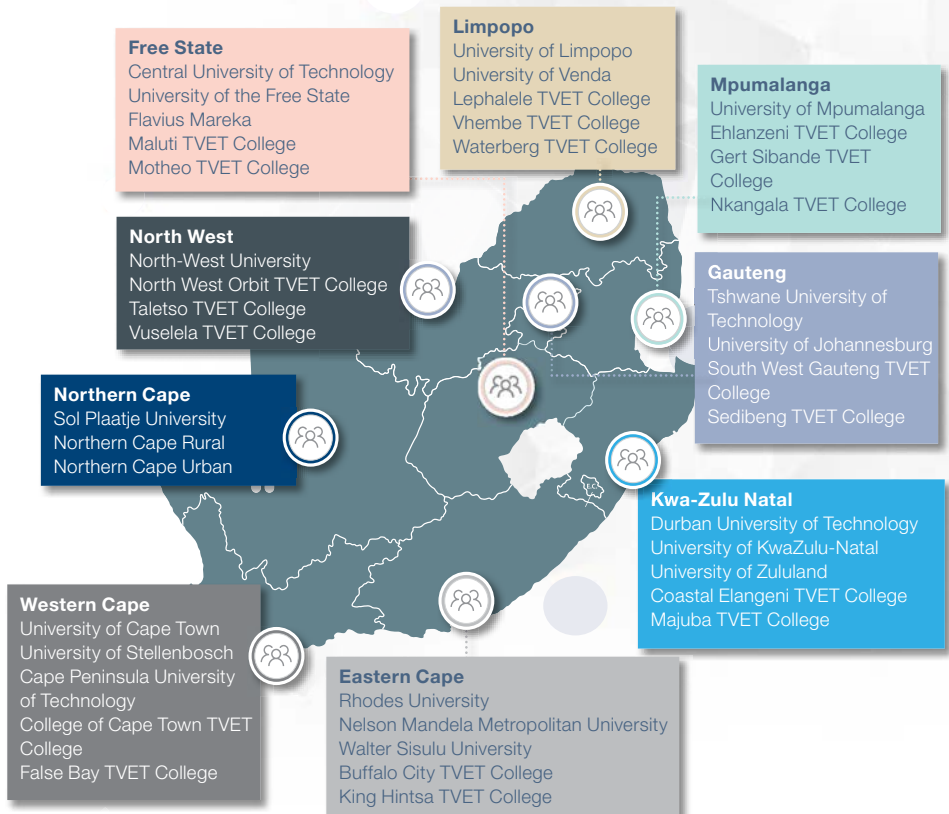 Free State
Central University of Technology
University of the Free State
Flavius Mareka
Maluti TVET College
Motheo TVET College
Limpopo
University of Limpopo
University of Venda
Lephalele TVET College
Vhembe TVET College
Waterberg TVET College
Mpumalanga
University of Mpumalanga
Ehlanzeni TVET College
Gert Sibande TVET
College
Nkangala TVET College
North West
North-West University
North West Orbit TVET College
Taletso TVET College
Vuselela TVET College
Gauteng
Tshwane University of
Technology
University of Johannesburg
South West Gauteng TVET
College
Sedibeng TVET College
Northern Cape
Sol Plaatje University
Northern Cape Rural
Northern Cape Urban
E.C
Kwa-Zulu Natal
Durban University of Technology
University of KwaZulu-Natal
University of Zululand
Coastal Elangeni TVET College
Majuba TVET College
Western Cape
University of Cape Town
University of Stellenbosch
Cape Peninsula University
of Technology
College of Cape Town TVET
College
False Bay TVET College
Eastern Cape
Rhodes University
Nelson Mandela Metropolitan University
Walter Sisulu University
Buffalo City TVET College
King Hintsa TVET College